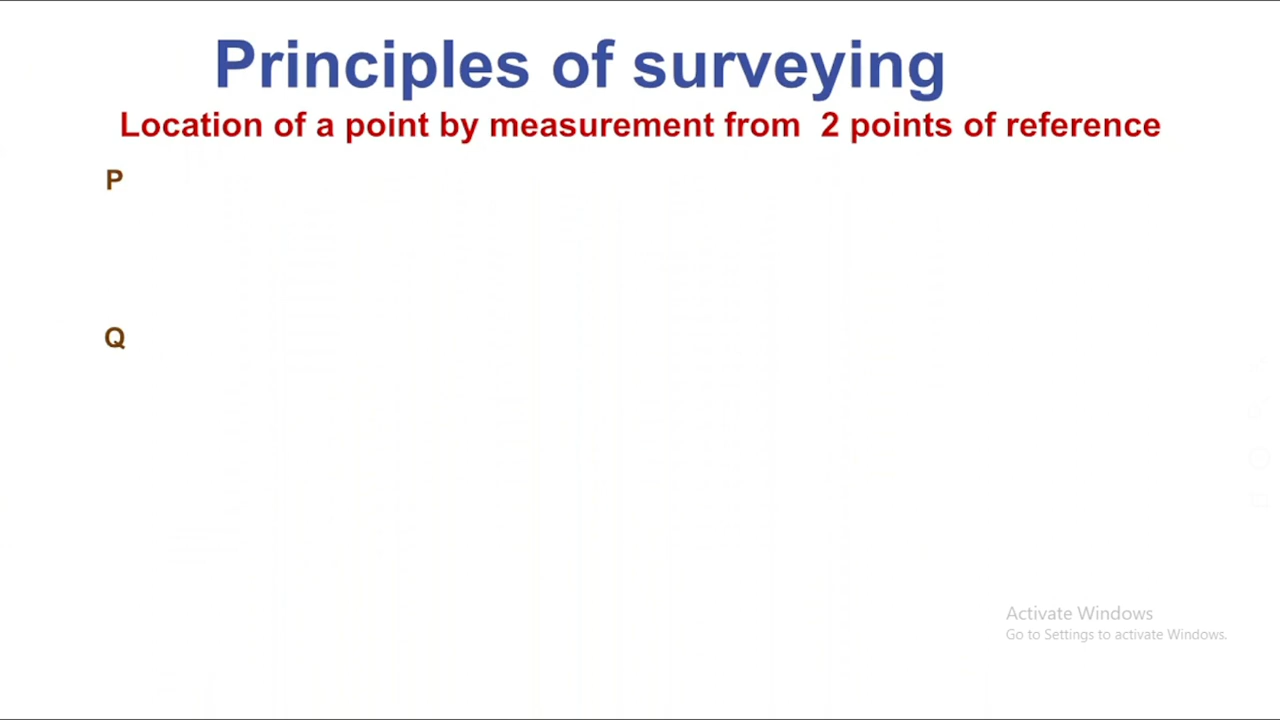 Principles of surveying
Location of a point by measurement from 2 points of reference
P
Q
Activate Windows
Go to Settings to activate Windows.